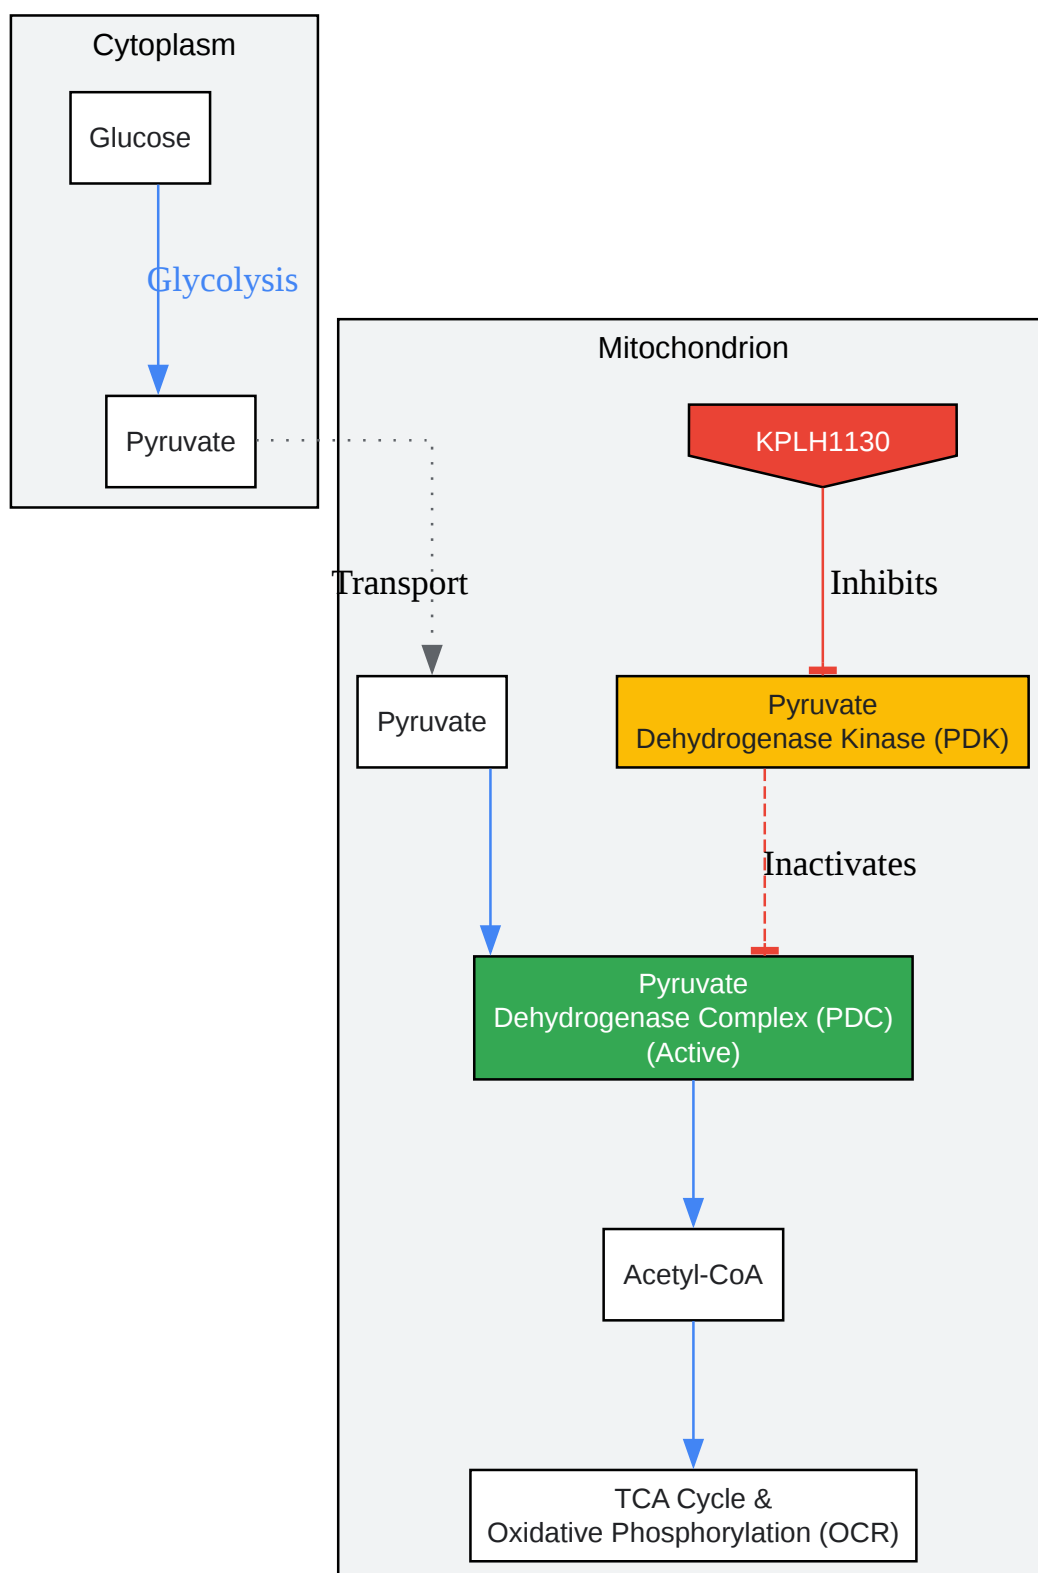 Cytoplasm
Glucose
Glycolysis
Pyruvate
Mitochondrion
KPLH1130
Transport
Inhibits
Pyruvate
Pyruvate
Dehydrogenase Kinase (PDK)
Inactivates
Pyruvate
Dehydrogenase Complex (PDC)
(Active)
Acetyl-CoA
TCA Cycle &
Oxidative Phosphorylation (OCR)